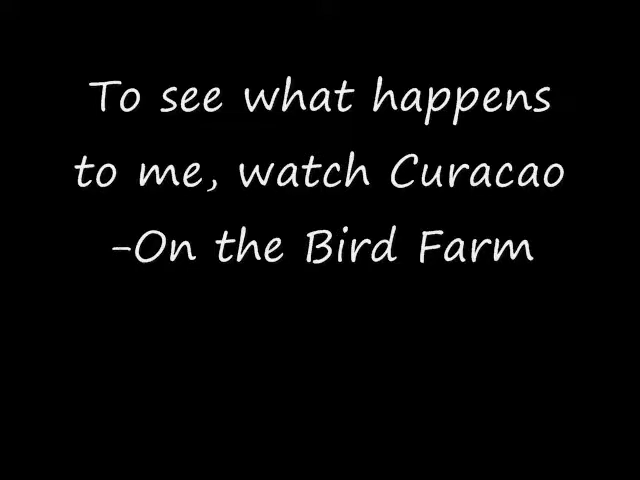 To see what happens
to me, watch Curacao
-On the Bird Farm